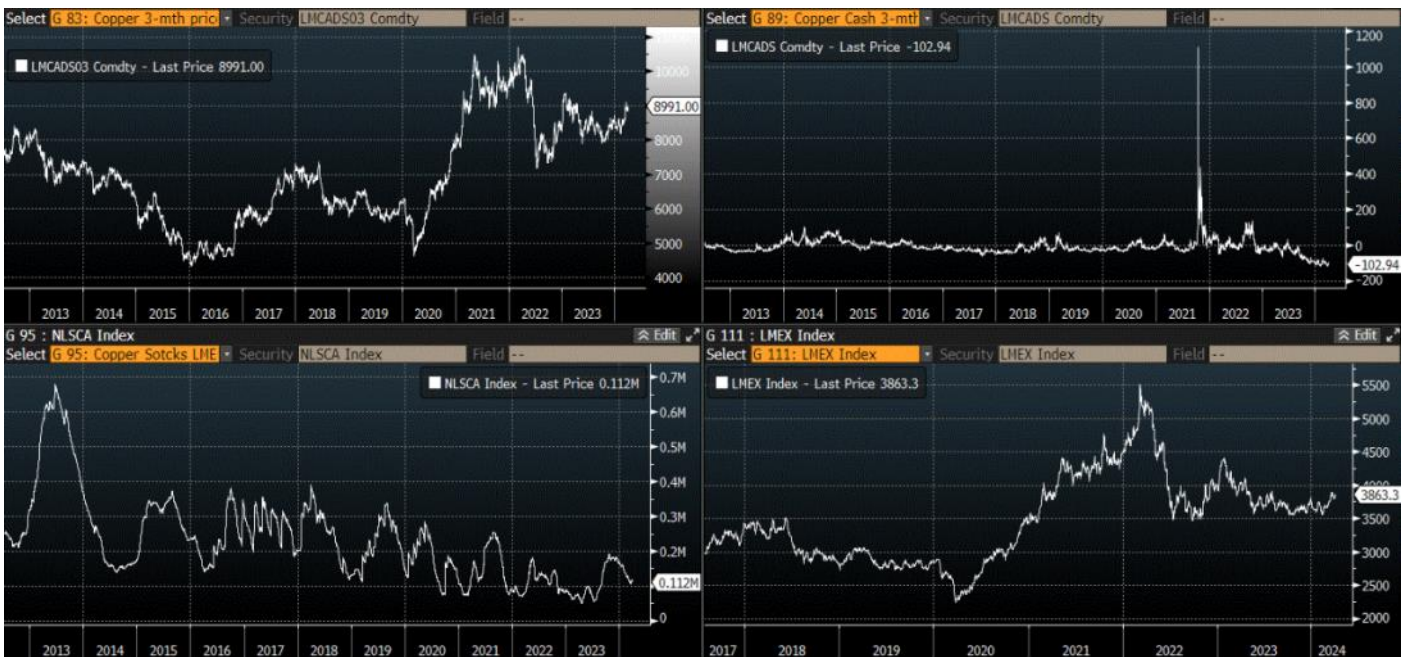 Select G 83: Copper 3-mth pric Security LMCADS03 Comdty Field --
LMCADS03 Comdty - Last Price 8991.00
10000
8991.00
8000
7000
6000
5000
4000
2013 2014 2015 2016 2017 2018 2019 2020 2021 2022 2023
Select G 89: Copper Cash 3-mth Security LMCADS Comdty Field --
LMCADS Comdty - Last Price -102.94
1200
1000
800
600
400
200
0
-102.94
-200
2013 2014 2015 2016 2017 2018 2019 2020 2021 2022 2023
G 95 : NLSCA Index Edit
Select G 95: Copper Sotcks LME Security NLSCA Index Field --
NLSCA Index - Last Price 0.112M
0.7M
0.6M
0.5M
0.4M
0.3M
0.2M
0.112M
0
2013 2014 2015 2016 2017 2018 2019 2020 2021 2022 2023
G 111 : LMEX Index Edit
Select G 111: LMEX Index Security LMEX Index Field --
LMEX Index - Last Price 3863.3
5500
5000
4500
4000
3863.3
3500
3000
2500
2000
2017 2018 2019 2020 2021 2022 2023 2024